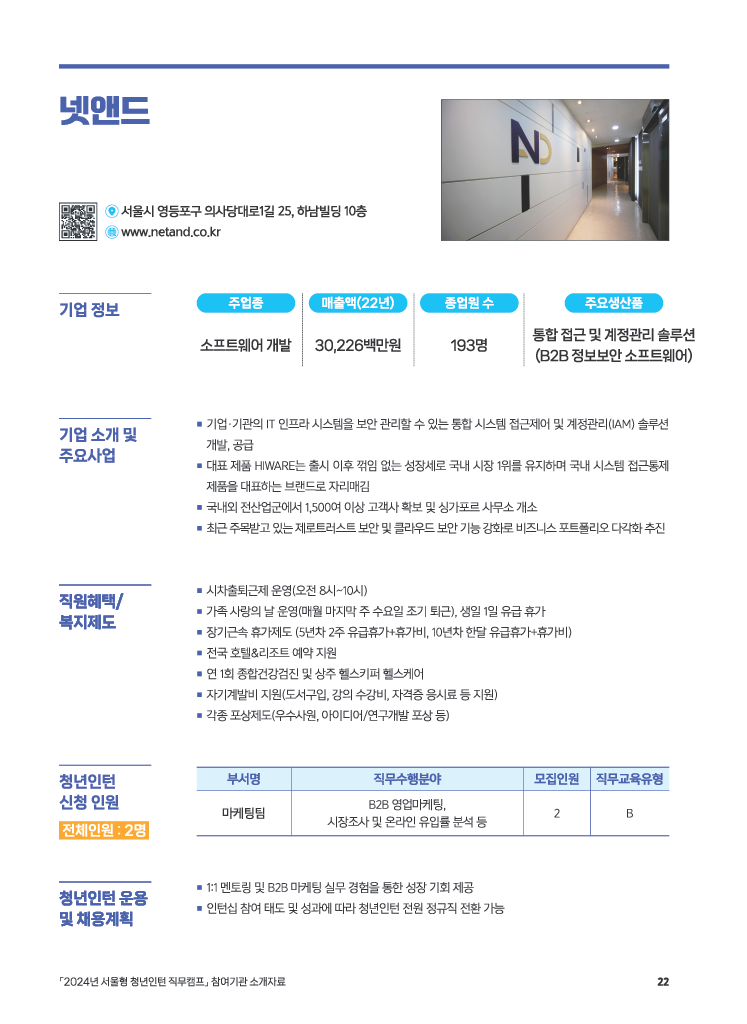 넷앤드
ND
서울시 영등포구 의사당대로1길 25, 하남빌딩 10층
www.netand.co.kr
기업 정보
주업종
매출액(22년)
종업원 수
주요생산품
소프트웨어 개발
30,226백만원
193명
통합 접근 및 계정관리 솔루션
(B2B 정보보안 소프트웨어)
기업 소개 및
주요사업
■ 기업·기관의 IT 인프라 시스템을 보안 관리할 수 있는 통합 시스템 접근제어 및 계정관리(IAM) 솔루션
개발, 공급
■ 대표 제품 HIWARE는 출시 이후 꺾임 없는 성장세로 국내 시장 1위를 유지하며 국내 시스템 접근통제
제품을 대표하는 브랜드로 자리매김
■ 국내외 전산업군에서 1,500여 이상 고객사 확보 및 싱가포르 사무소 개소
■ 최근 주목받고 있는 제로트러스트 보안 및 클라우드 보안 기능 강화로 비즈니스 포트폴리오 다각화 추진
직원혜택/
복지제도
■ 시차출퇴근제 운영(오전 8시~10시)
■ 가족 사랑의 날 운영(매월 마지막 주 수요일 조기 퇴근), 생일 1일 유급 휴가
■ 장기근속 휴가제도 (5년차 2주 유급휴가+휴가비, 10년차 한달 유급휴가+휴가비)
■ 전국 호텔&리조트 예약 지원
■ 연 1회 종합건강검진 및 상주 헬스키퍼 헬스케어
■ 자기계발비 지원(도서구입, 강의 수강비, 자격증 응시료 등 지원)
■ 각종 포상제도(우수사원, 아이디어/연구개발 포상 등)
청년인턴
신청 인원
전체인원 : 2명
부서명
직무수행분야
모집인원
직무교육유형
마케팅팀
B2B 영업마케팅,
시장조사 및 온라인 유입률 분석 등
2
B
청년인턴 운용
및 채용계획
■ 1:1 멘토링 및 B2B 마케팅 실무 경험을 통한 성장 기회 제공
■ 인턴십 참여 태도 및 성과에 따라 청년인턴 전원 정규직 전환 가능
「2024년 서울형 청년인턴 직무캠프」 참여기관 소개자료
22